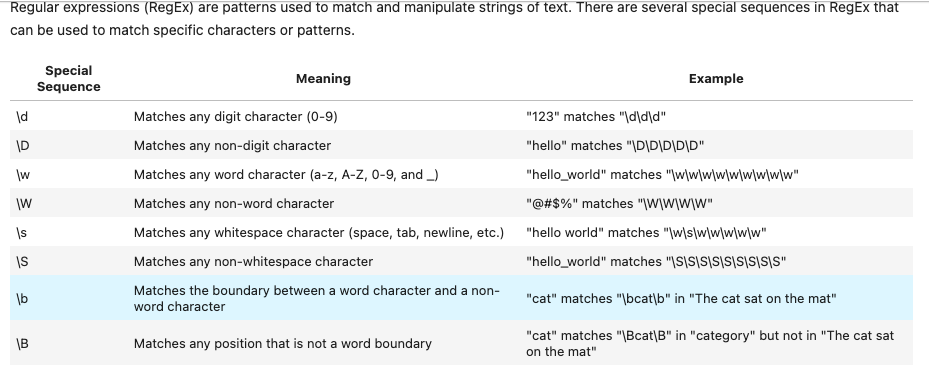 Regular expressions (RegEx) are patterns used to match and manipulate strings of text. There are several special sequences in RegEx that
can be used to match specific characters or patterns.
Special
Sequence
Meaning
Example
\d Matches any digit character (0-9) "123" matches "\d\d\d"
\D Matches any non-digit character "hello" matches "\D\D\D\D\D"
\w Matches any word character (a-z, A-Z, 0-9, and _) "hello_world" matches "\w\w\w\w\w\w\w\w\w"
\W Matches any non-word character "@#$%" matches "\W\W\W\W"
\s Matches any whitespace character (space, tab, newline, etc.) "hello world" matches "\w\s\w\w\w\w\w"
\S Matches any non-whitespace character "hello_world" matches "\S\S\S\S\S\S\S\S\S"
\b Matches the boundary between a word character and a non-
word character
"cat" matches "\bcat\b" in "The cat sat on the mat"
\B Matches any position that is not a word boundary
"cat" matches "\Bcat\B" in "category" but not in "The cat sat
on the mat"